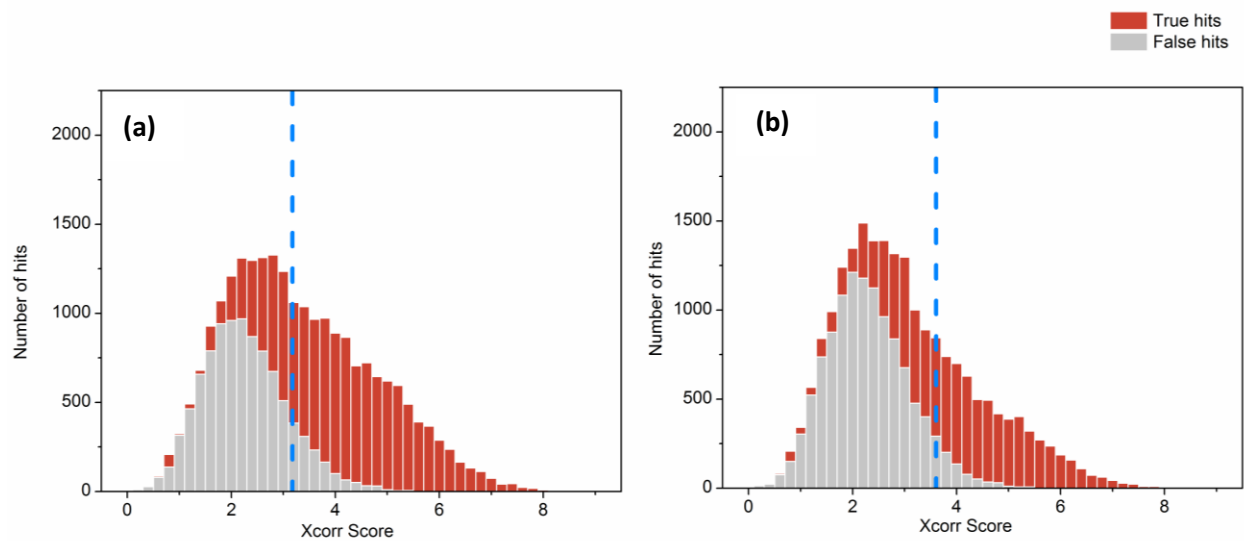 True hits
False hits
(a)
2000
1500
1000
500
0
Number of hits
0 2 4 6 8
Xcorr Score
(b)
2000
1500
1000
500
0
Number of hits
0 2 4 6 8
Xcorr Score